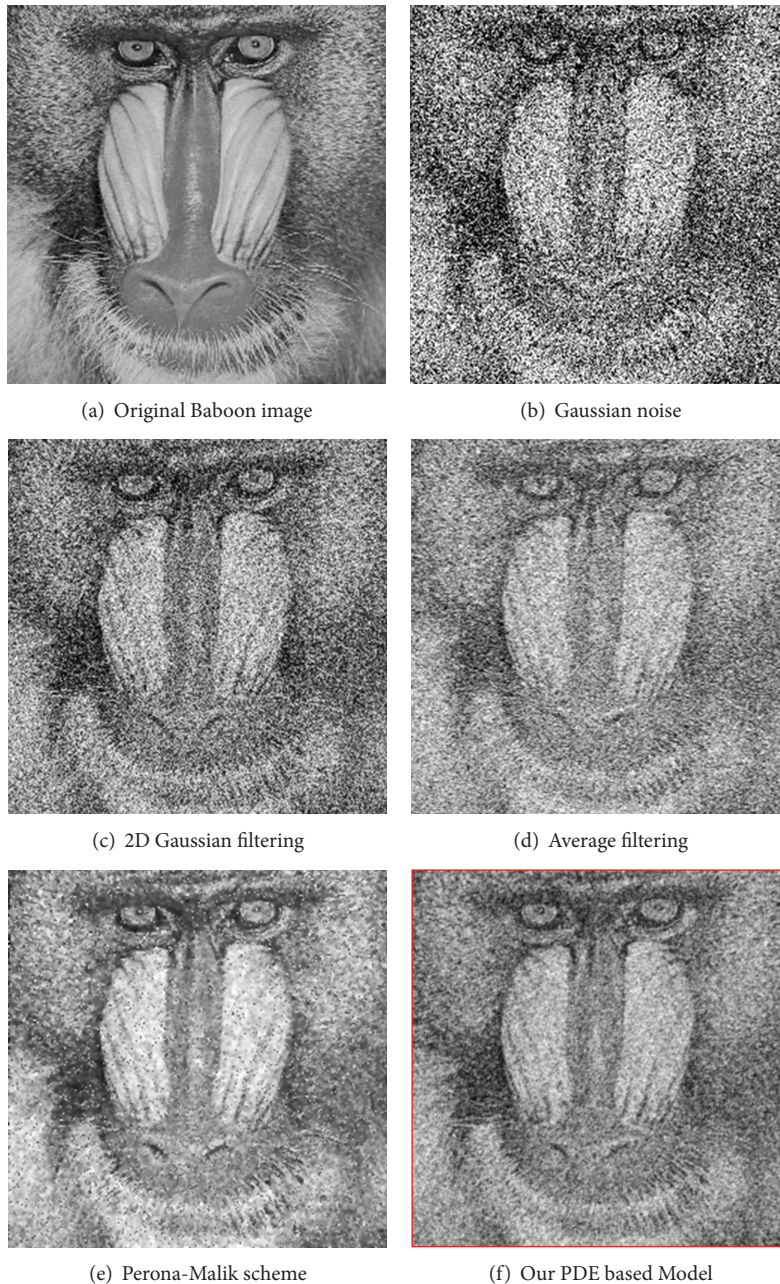 (a) Original Baboon image
(b) Gaussian noise
(c) 2D Gaussian filtering
(d) Average filtering
(e) Perona-Malik scheme
(f) Our PDE based Model